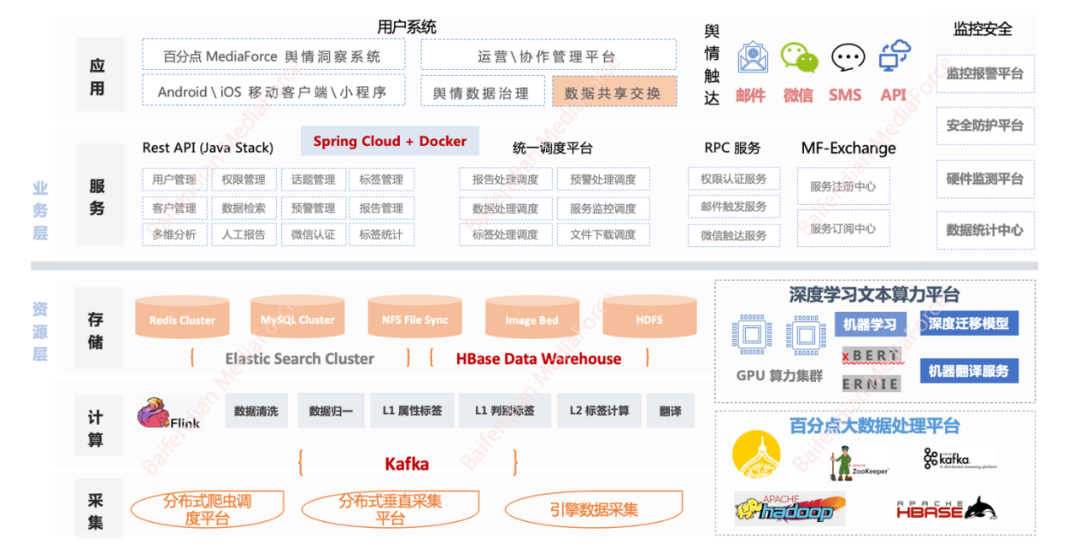 用户系统
应
用
百分点 MediaForce 舆情洞察系统
运营\协作管理平台
Android \ iOS 移动客户端\小程序
舆情数据治理
数据共享交换
舆
情
触
达
邮件
微信
SMS
API
监控安全
监控报警平台
安全防护平台
硬件监测平台
数据统计中心
业
务
层
服
务
Rest API (Java Stack)
Spring Cloud + Docker
统一调度平台
RPC 服务
MF-Exchange
用户管理
权限管理
话题管理
标签管理
客户管理
数据检索
预警管理
报告管理
多维分析
人工报告
微信认证
标签统计
报告处理调度
预警处理调度
数据处理调度
服务监控调度
标签处理调度
文件下载调度
权限认证服务
邮件触发服务
微信触达服务
服务注册中心
服务订阅中心
资
源
层
存
储
Redis Cluster
MySQL Cluster
NFS File Sync
Image Bed
HDFS
{ Elastic Search Cluster }
{ HBase Data Warehouse }
计
算
Flink
数据清洗
数据归一
L1 属性标签
L1 判别标签
L2 标签计算
翻译
{ Kafka }
采
集
分布式爬虫调
度平台
分布式垂直采集
平台
引擎数据采集
深度学习文本算力平台
GPU 算力集群
机器学习
深度迁移模型
xBERT
ERNIE
机器翻译服务
百分点大数据处理平台
ZooKeeper
kafka
A distributed streaming platform
APACHE
hadoop
APACHE
HBASE
Baifendian MediaForce
Baifendian MediaForce
Baifendian MediaForce
Baifendian MediaForce
Baifendian MediaForce
Baifendian MediaForce